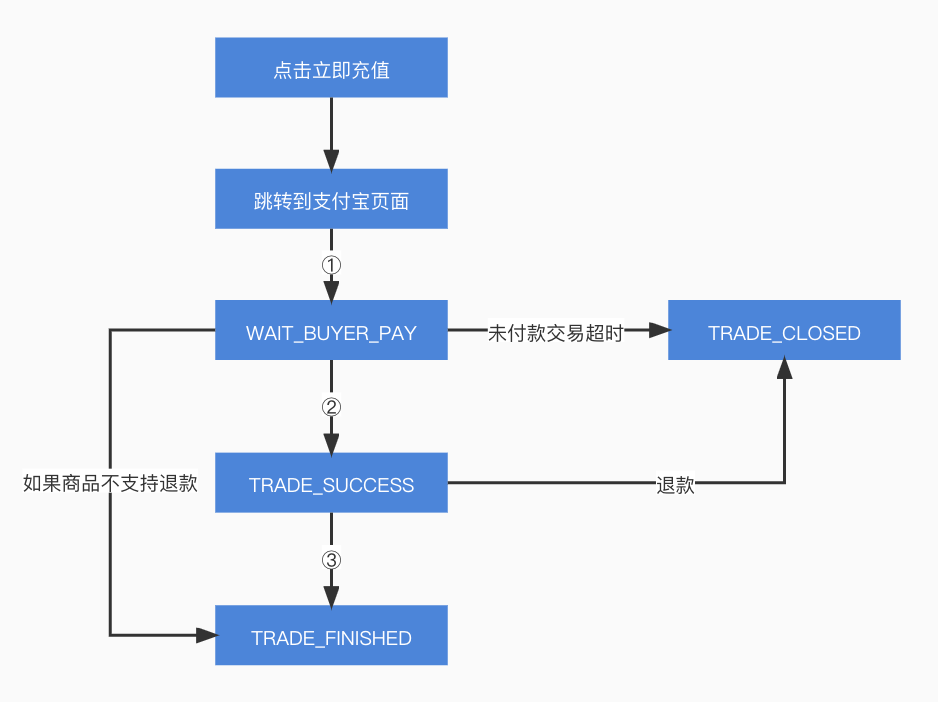 点击立即充值
跳转到支付宝页面
①
WAIT_BUYER_PAY
未付款交易超时
TRADE_CLOSED
②
如果商品不支持退款
TRADE_SUCCESS
退款
③
TRADE_FINISHED